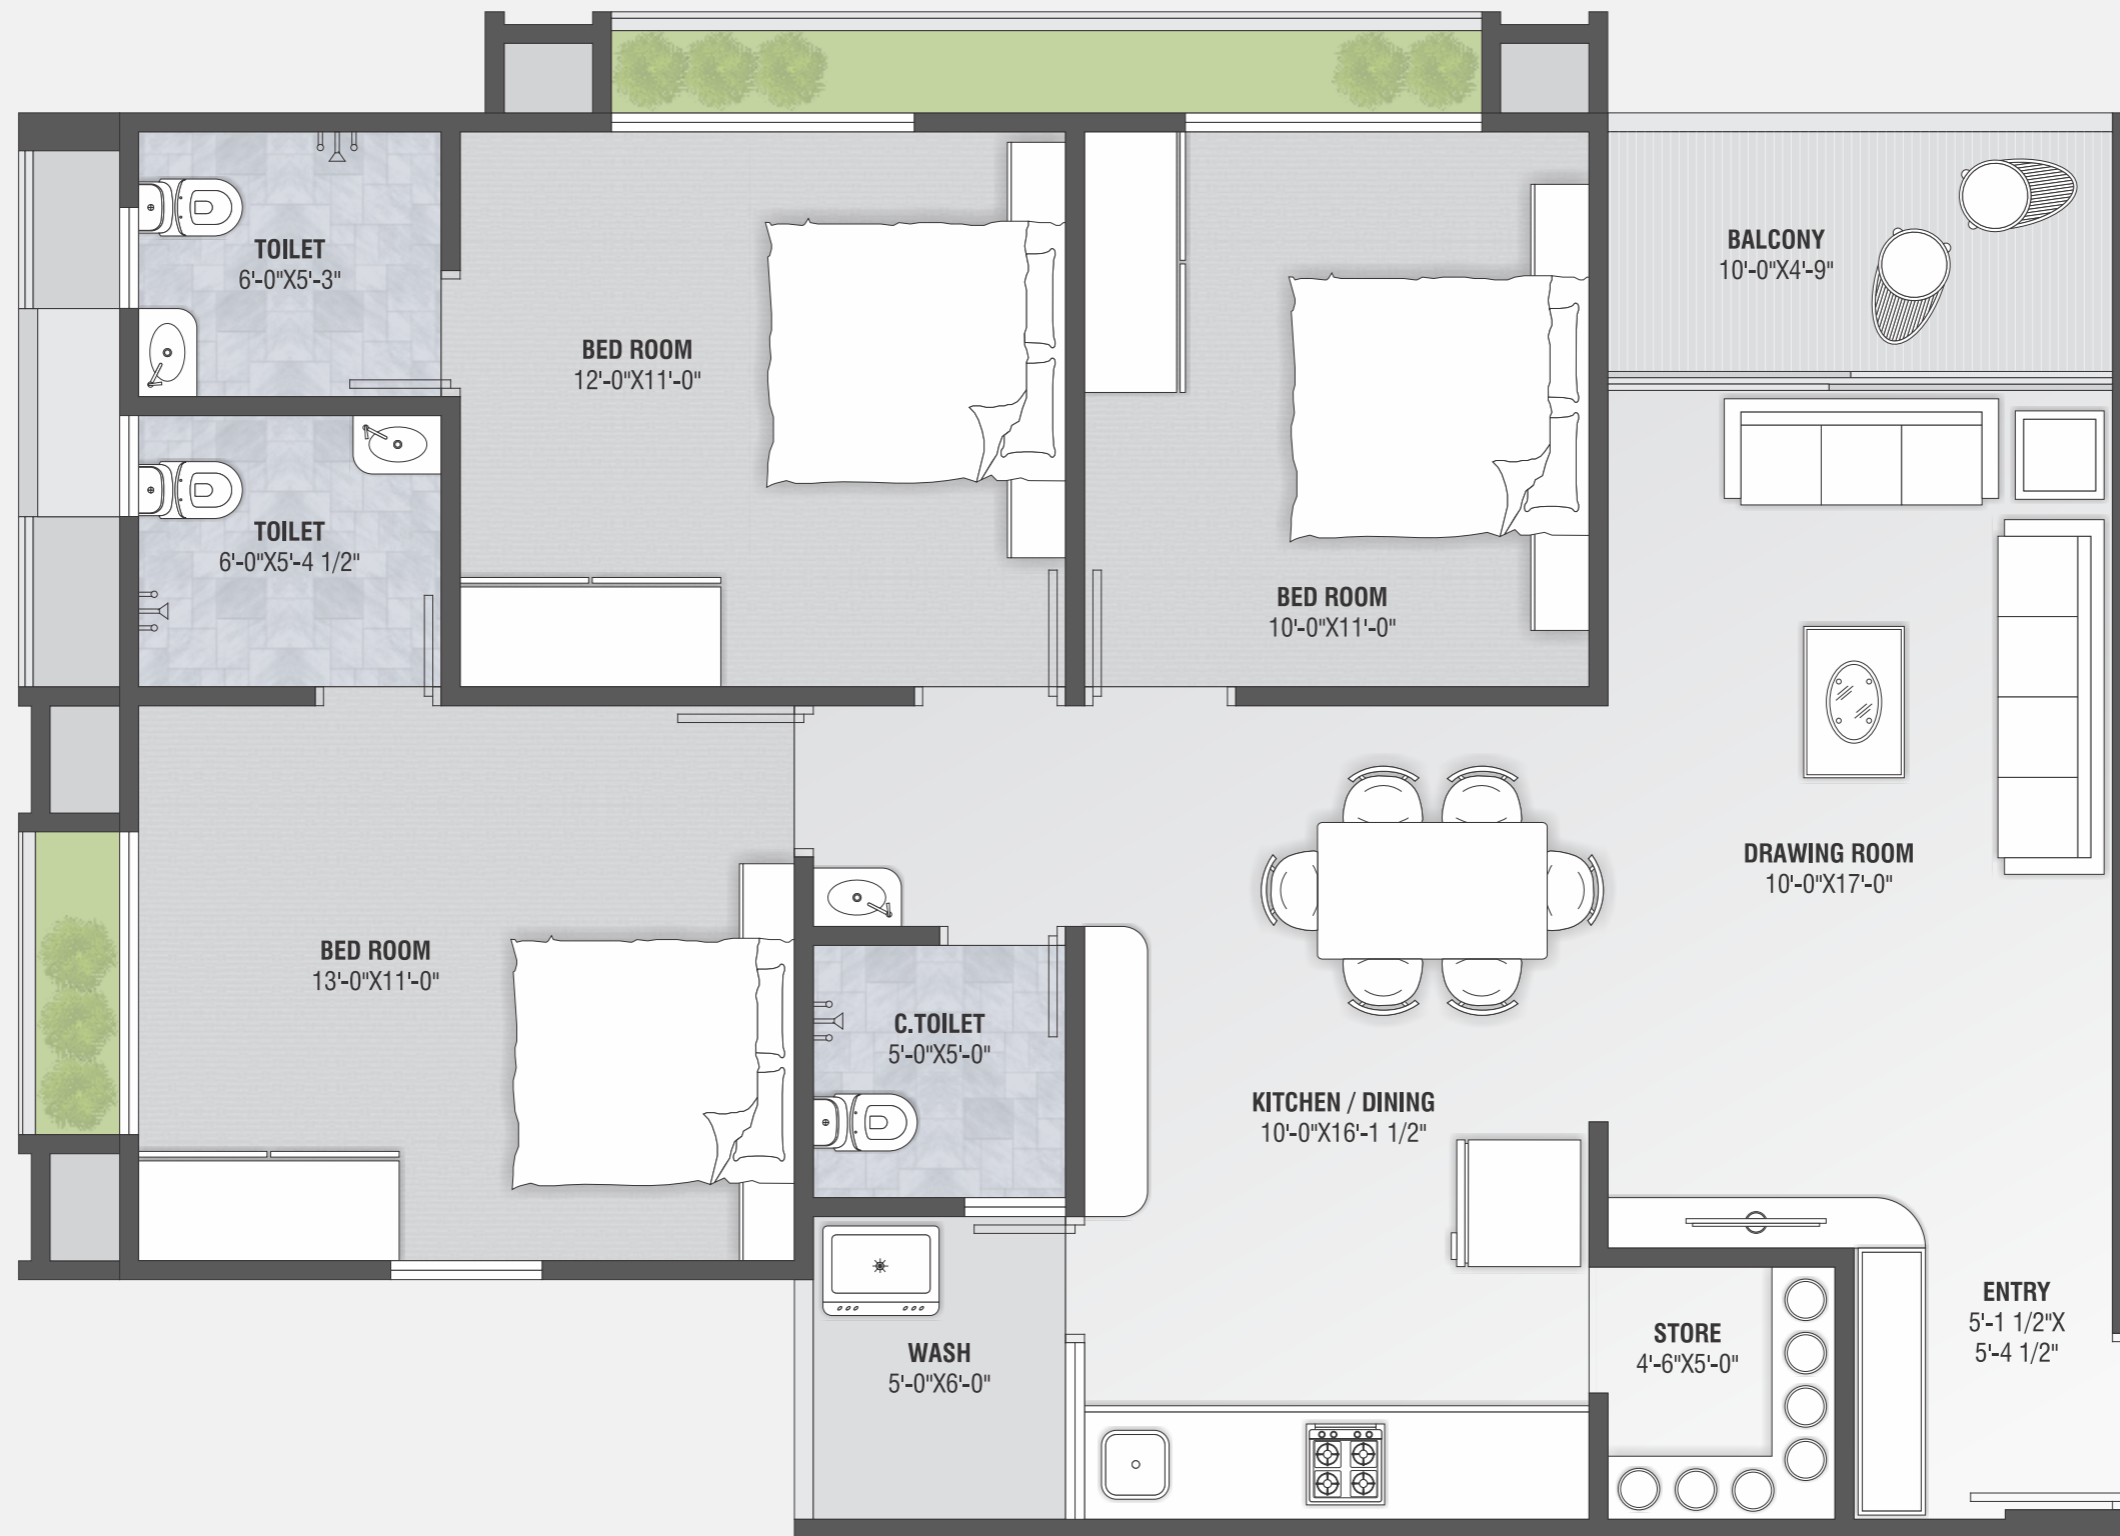 TOILET
6'-0"X5'-3"
BED ROOM
12'-0"X11'-0"
BALCONY
10'-0"X4'-9"
TOILET
6'-0"X5'-4 1/2"
BED ROOM
10'-0"X11'-0"
DRAWING ROOM
10'-0"X17'-0"
BED ROOM
13'-0"X11'-0"
C.TOILET
5'-0"X5'-0"
KITCHEN / DINING
10'-0"X16'-1 1/2"
WASH
5'-0"X6'-0"
STORE
4'-6"X5'-0"
ENTRY
5'-1 1/2"X
5'-4 1/2"